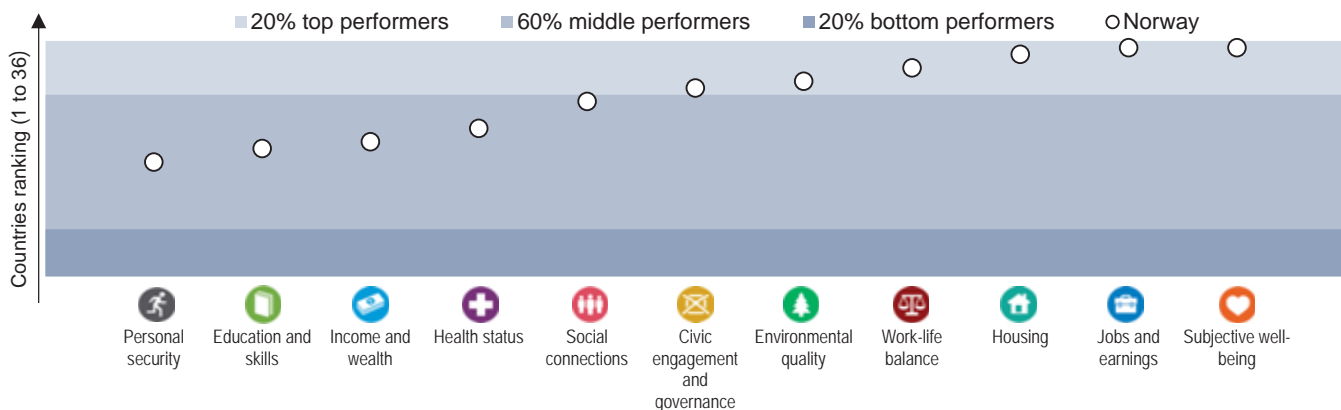 20% top performers 60% middle performers 20% bottom performers Norway
Countries ranking (1 to 36)
Personal
security
Education and
skills
Income and
wealth
Health status
Social
connections
Civic
engagement
and
governance
Environmental
quality
Work-life
balance
Housing
Jobs and
earnings
Subjective well-
being